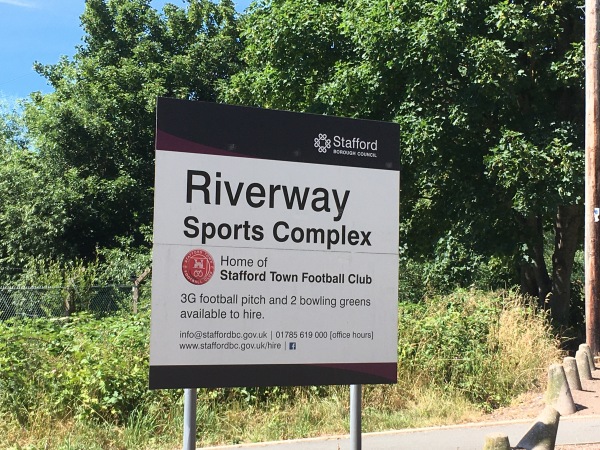 Stafford
BOROUGH COUNCIL
Riverway
Sports Complex
Home of
Stafford Town Football Club
3G football pitch and 2 bowling greens
available to hire.
info@staffordbc.gov.uk | 01785 619 000 [office hours]
www.staffordbc.gov.uk/hire |